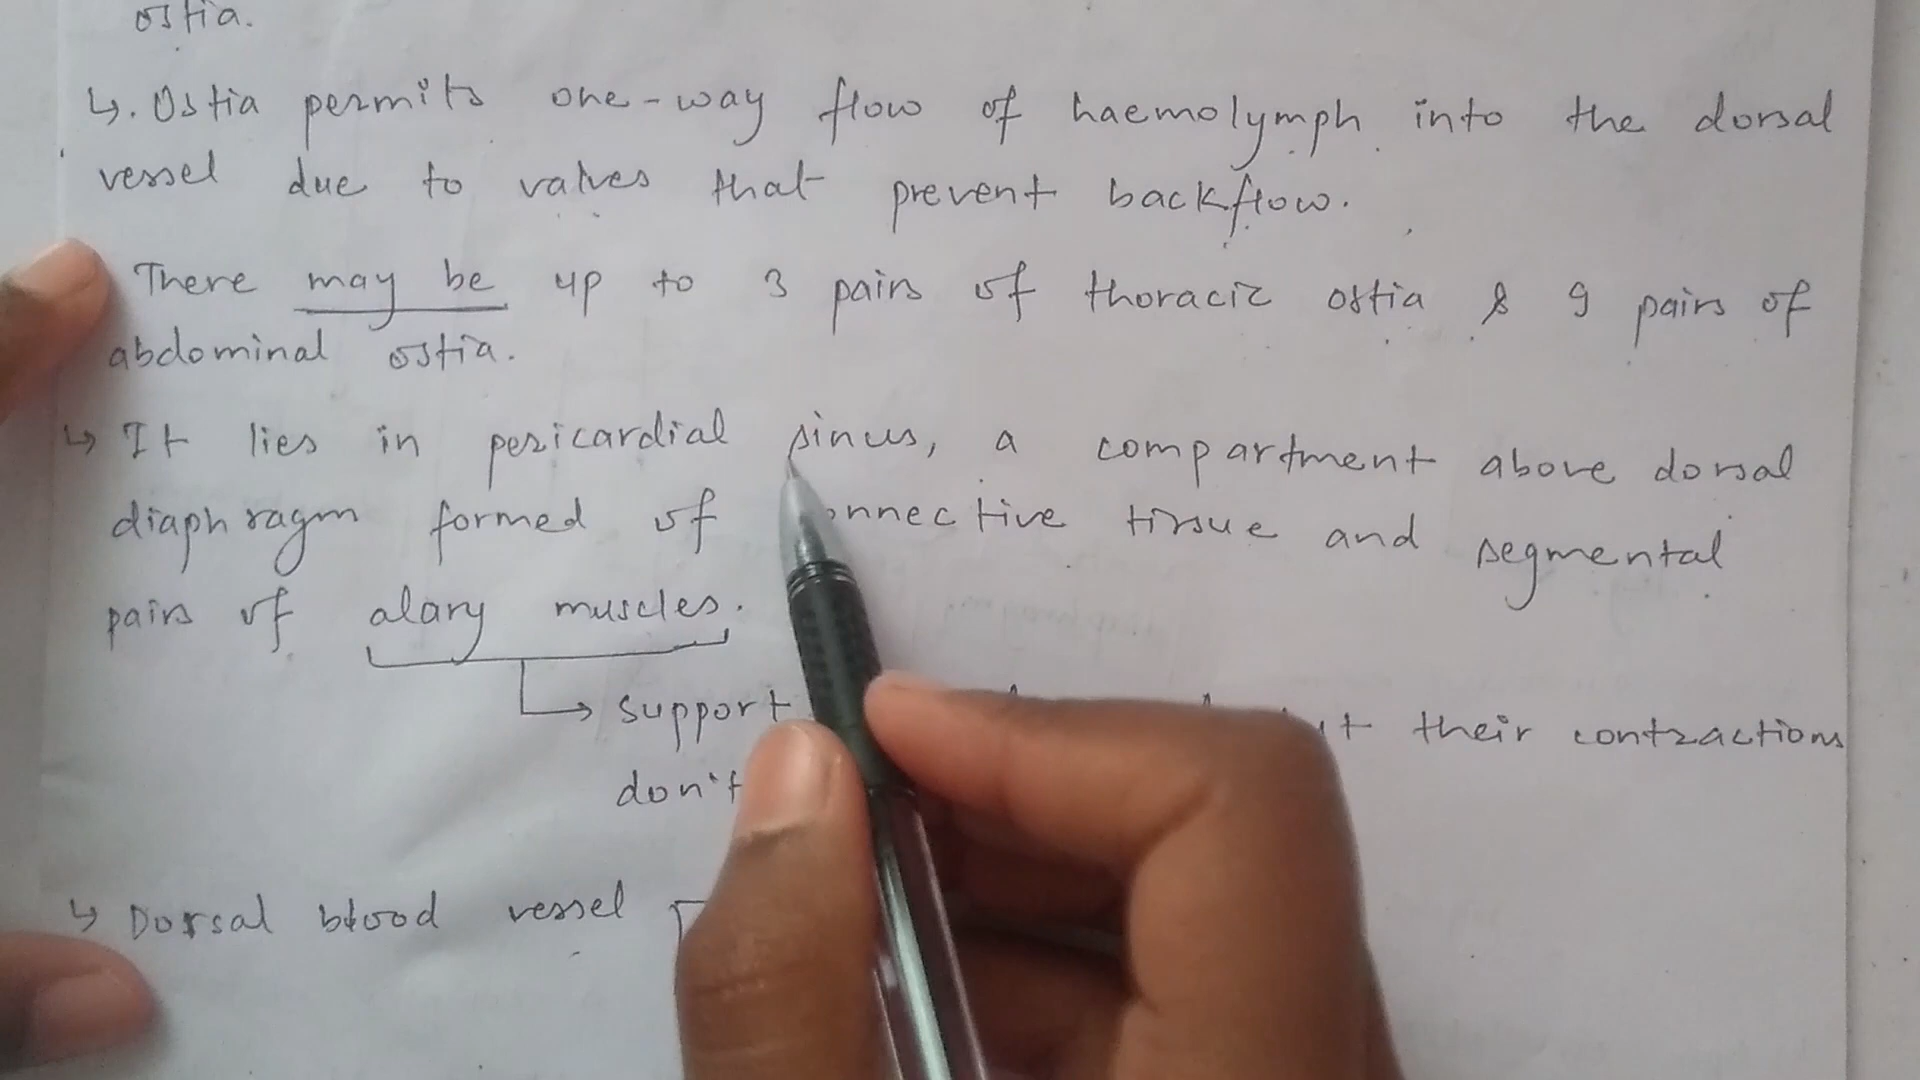 ostia.
↳. Ostia permits one-way flow of haemolymph into the dorsal
vessel due to valves that prevent backflow.
There may be up to 3 pairs of thoracic ostia & 9 pairs of
abdominal ostia.
↳ It lies in pericardial sinus, a compartment above dorsal
diaphragm formed of connective tissue and segmental
pairs of alary muscles.
↳ support their contractions
don't
↳ Dorsal blood vessel